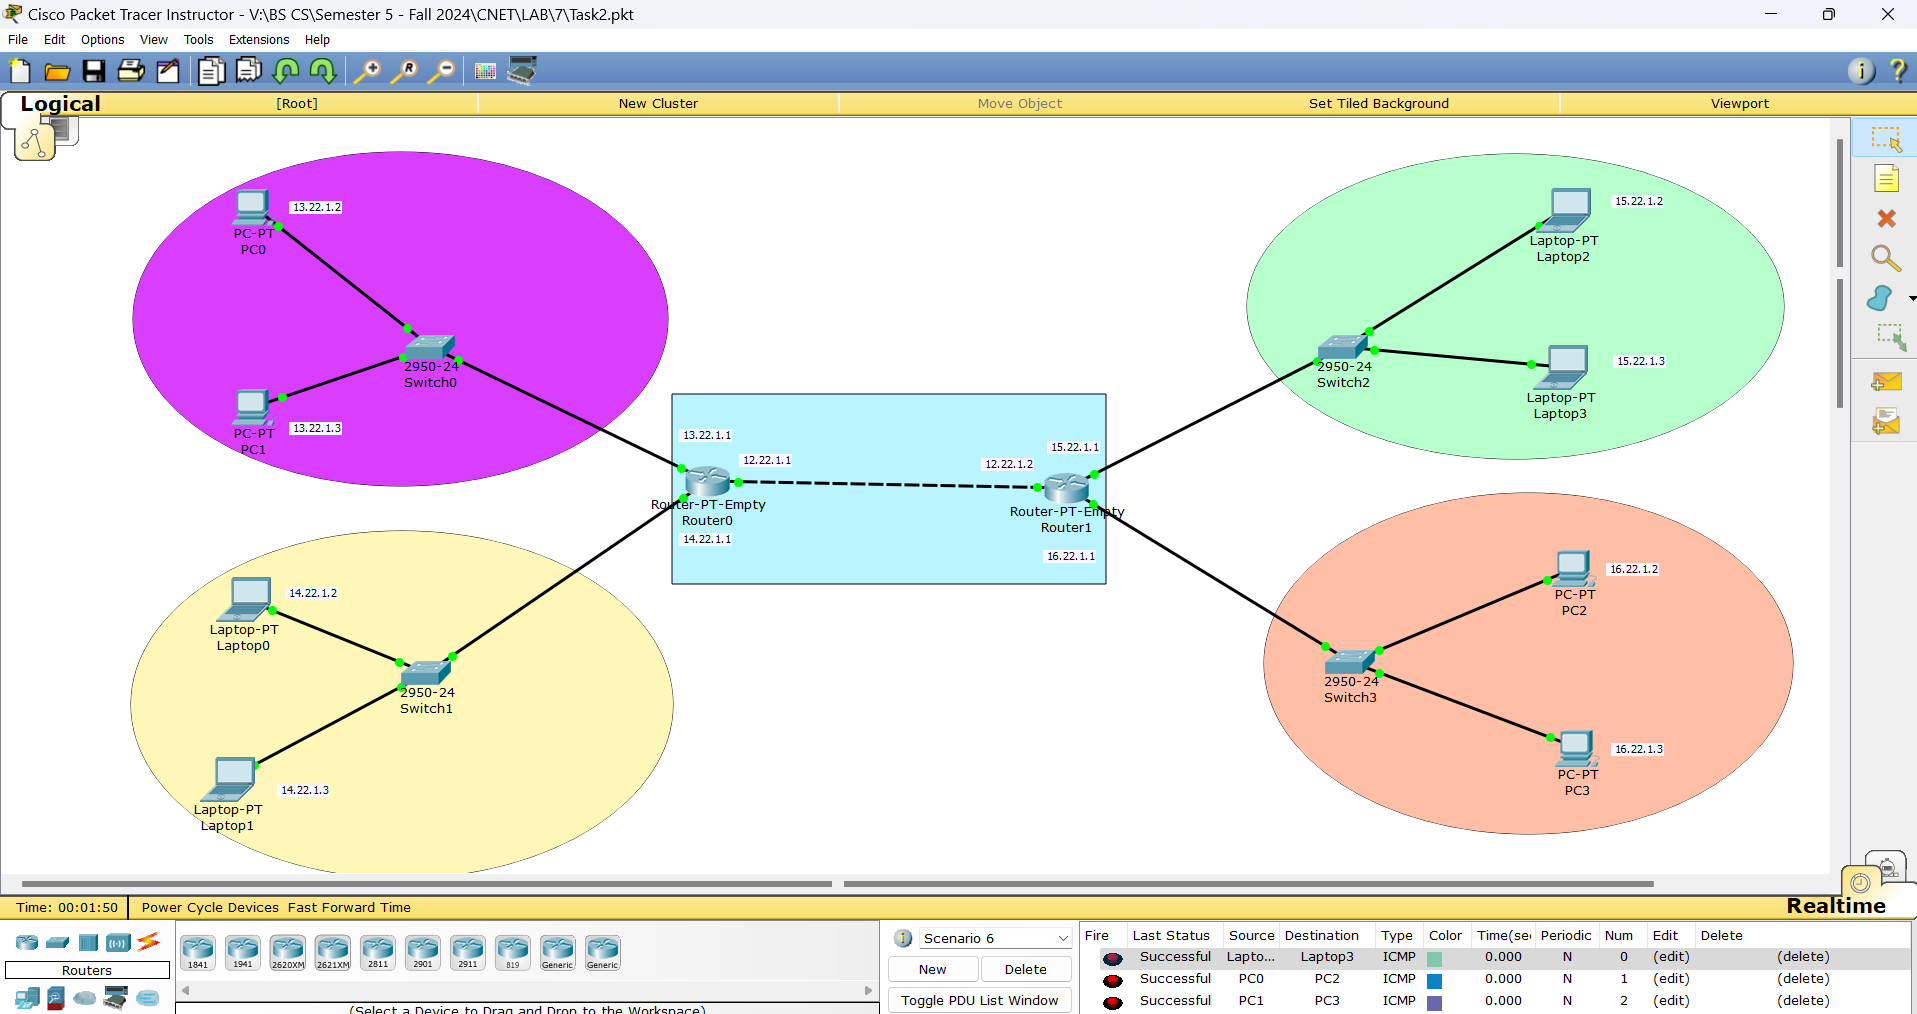 Cisco Packet Tracer Instructor - V:\BS CS\Semester 5 - Fall 2024\CNET\LAB\7\Task2.pkt
File Edit Options View Tools Extensions Help
Logical [Root] New Cluster Move Object Set Tiled Background Viewport
13.22.1.2
PC-PT
PC0
2950-24
Switch0
13.22.1.3
PC-PT
PC1
15.22.1.2
Laptop-PT
Laptop2
2950-24
Switch2
15.22.1.3
Laptop-PT
Laptop3
13.22.1.1
12.22.1.1
Router-PT-Empty
Router0
14.22.1.1
15.22.1.1
12.22.1.2
Router-PT-Empty
Router1
16.22.1.1
14.22.1.2
Laptop-PT
Laptop0
2950-24
Switch1
14.22.1.3
Laptop-PT
Laptop1
16.22.1.2
PC-PT
PC2
2950-24
Switch3
16.22.1.3
PC-PT
PC3
Time: 00:01:50 Power Cycle Devices Fast Forward Time
Realtime
Routers
1841 1941 2620XM 2621XM 2811 2901 2911 819 Generic Generic
(Select a Device to Drag and Drop to the Workspace)
Scenario 6
New Delete
Toggle PDU List Window
Fire Last Status Source Destination Type Color Time(sec Periodic Num Edit Delete
Successful Lapto... Laptop3 ICMP 0.000 N 0 (edit) (delete)
Successful PC0 PC2 ICMP 0.000 N 1 (edit) (delete)
Successful PC1 PC3 ICMP 0.000 N 2 (edit) (delete)